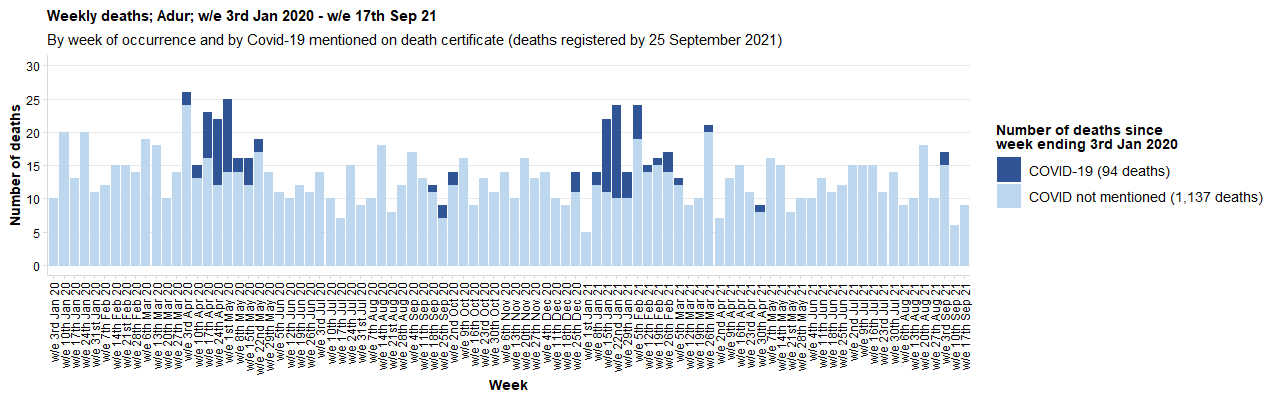 Weekly deaths; Adur; w/e 3rd Jan 2020 - w/e 17th Sep 21
By week of occurrence and by Covid-19 mentioned on death certificate (deaths registered by 25 September 2021)
Number of deaths
30
25
20
15
10
5
0
w/e 3rd Jan 20
w/e 10th Jan 20
w/e 17th Jan 20
w/e 24th Jan 20
w/e 31st Jan 20
w/e 7th Feb 20
w/e 14th Feb 20
w/e 21st Feb 20
w/e 28th Feb 20
w/e 6th Mar 20
w/e 13th Mar 20
w/e 20th Mar 20
w/e 27th Mar 20
w/e 3rd Apr 20
w/e 10th Apr 20
w/e 17th Apr 20
w/e 24th Apr 20
w/e 1st May 20
w/e 8th May 20
w/e 15th May 20
w/e 22nd May 20
w/e 29th May 20
w/e 5th Jun 20
w/e 12th Jun 20
w/e 19th Jun 20
w/e 26th Jun 20
w/e 3rd Jul 20
w/e 10th Jul 20
w/e 17th Jul 20
w/e 24th Jul 20
w/e 31st Jul 20
w/e 7th Aug 20
w/e 14th Aug 20
w/e 21st Aug 20
w/e 28th Aug 20
w/e 4th Sep 20
w/e 11th Sep 20
w/e 18th Sep 20
w/e 25th Sep 20
w/e 2nd Oct 20
w/e 9th Oct 20
w/e 16th Oct 20
w/e 23rd Oct 20
w/e 30th Oct 20
w/e 6th Nov 20
w/e 13th Nov 20
w/e 20th Nov 20
w/e 27th Nov 20
w/e 4th Dec 20
w/e 11th Dec 20
w/e 18th Dec 20
w/e 25th Dec 20
w/e 1st Jan 21
w/e 8th Jan 21
w/e 15th Jan 21
w/e 22nd Jan 21
w/e 29th Jan 21
w/e 5th Feb 21
w/e 12th Feb 21
w/e 19th Feb 21
w/e 26th Feb 21
w/e 5th Mar 21
w/e 12th Mar 21
w/e 19th Mar 21
w/e 26th Mar 21
w/e 2nd Apr 21
w/e 9th Apr 21
w/e 16th Apr 21
w/e 23rd Apr 21
w/e 30th Apr 21
w/e 7th May 21
w/e 14th May 21
w/e 21st May 21
w/e 28th May 21
w/e 4th Jun 21
w/e 11th Jun 21
w/e 18th Jun 21
w/e 25th Jun 21
w/e 2nd Jul 21
w/e 9th Jul 21
w/e 16th Jul 21
w/e 23rd Jul 21
w/e 30th Jul 21
w/e 6th Aug 21
w/e 13th Aug 21
w/e 20th Aug 21
w/e 27th Aug 21
w/e 3rd Sep 21
w/e 10th Sep 21
w/e 17th Sep 21
Week
Number of deaths since
week ending 3rd Jan 2020
COVID-19 (94 deaths)
COVID not mentioned (1,137 deaths)